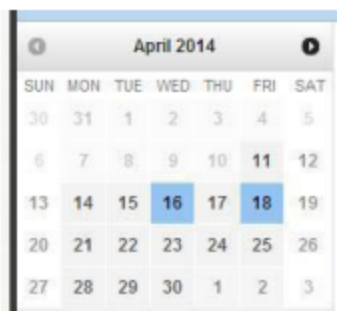 April 2014
SUN MON TUE WED THU FRI SAT
30 31 1 2 3 4 5
6 7 8 9 10 11 12
13 14 15 16 17 18 19
20 21 22 23 24 25 26
27 28 29 30 1 2 3